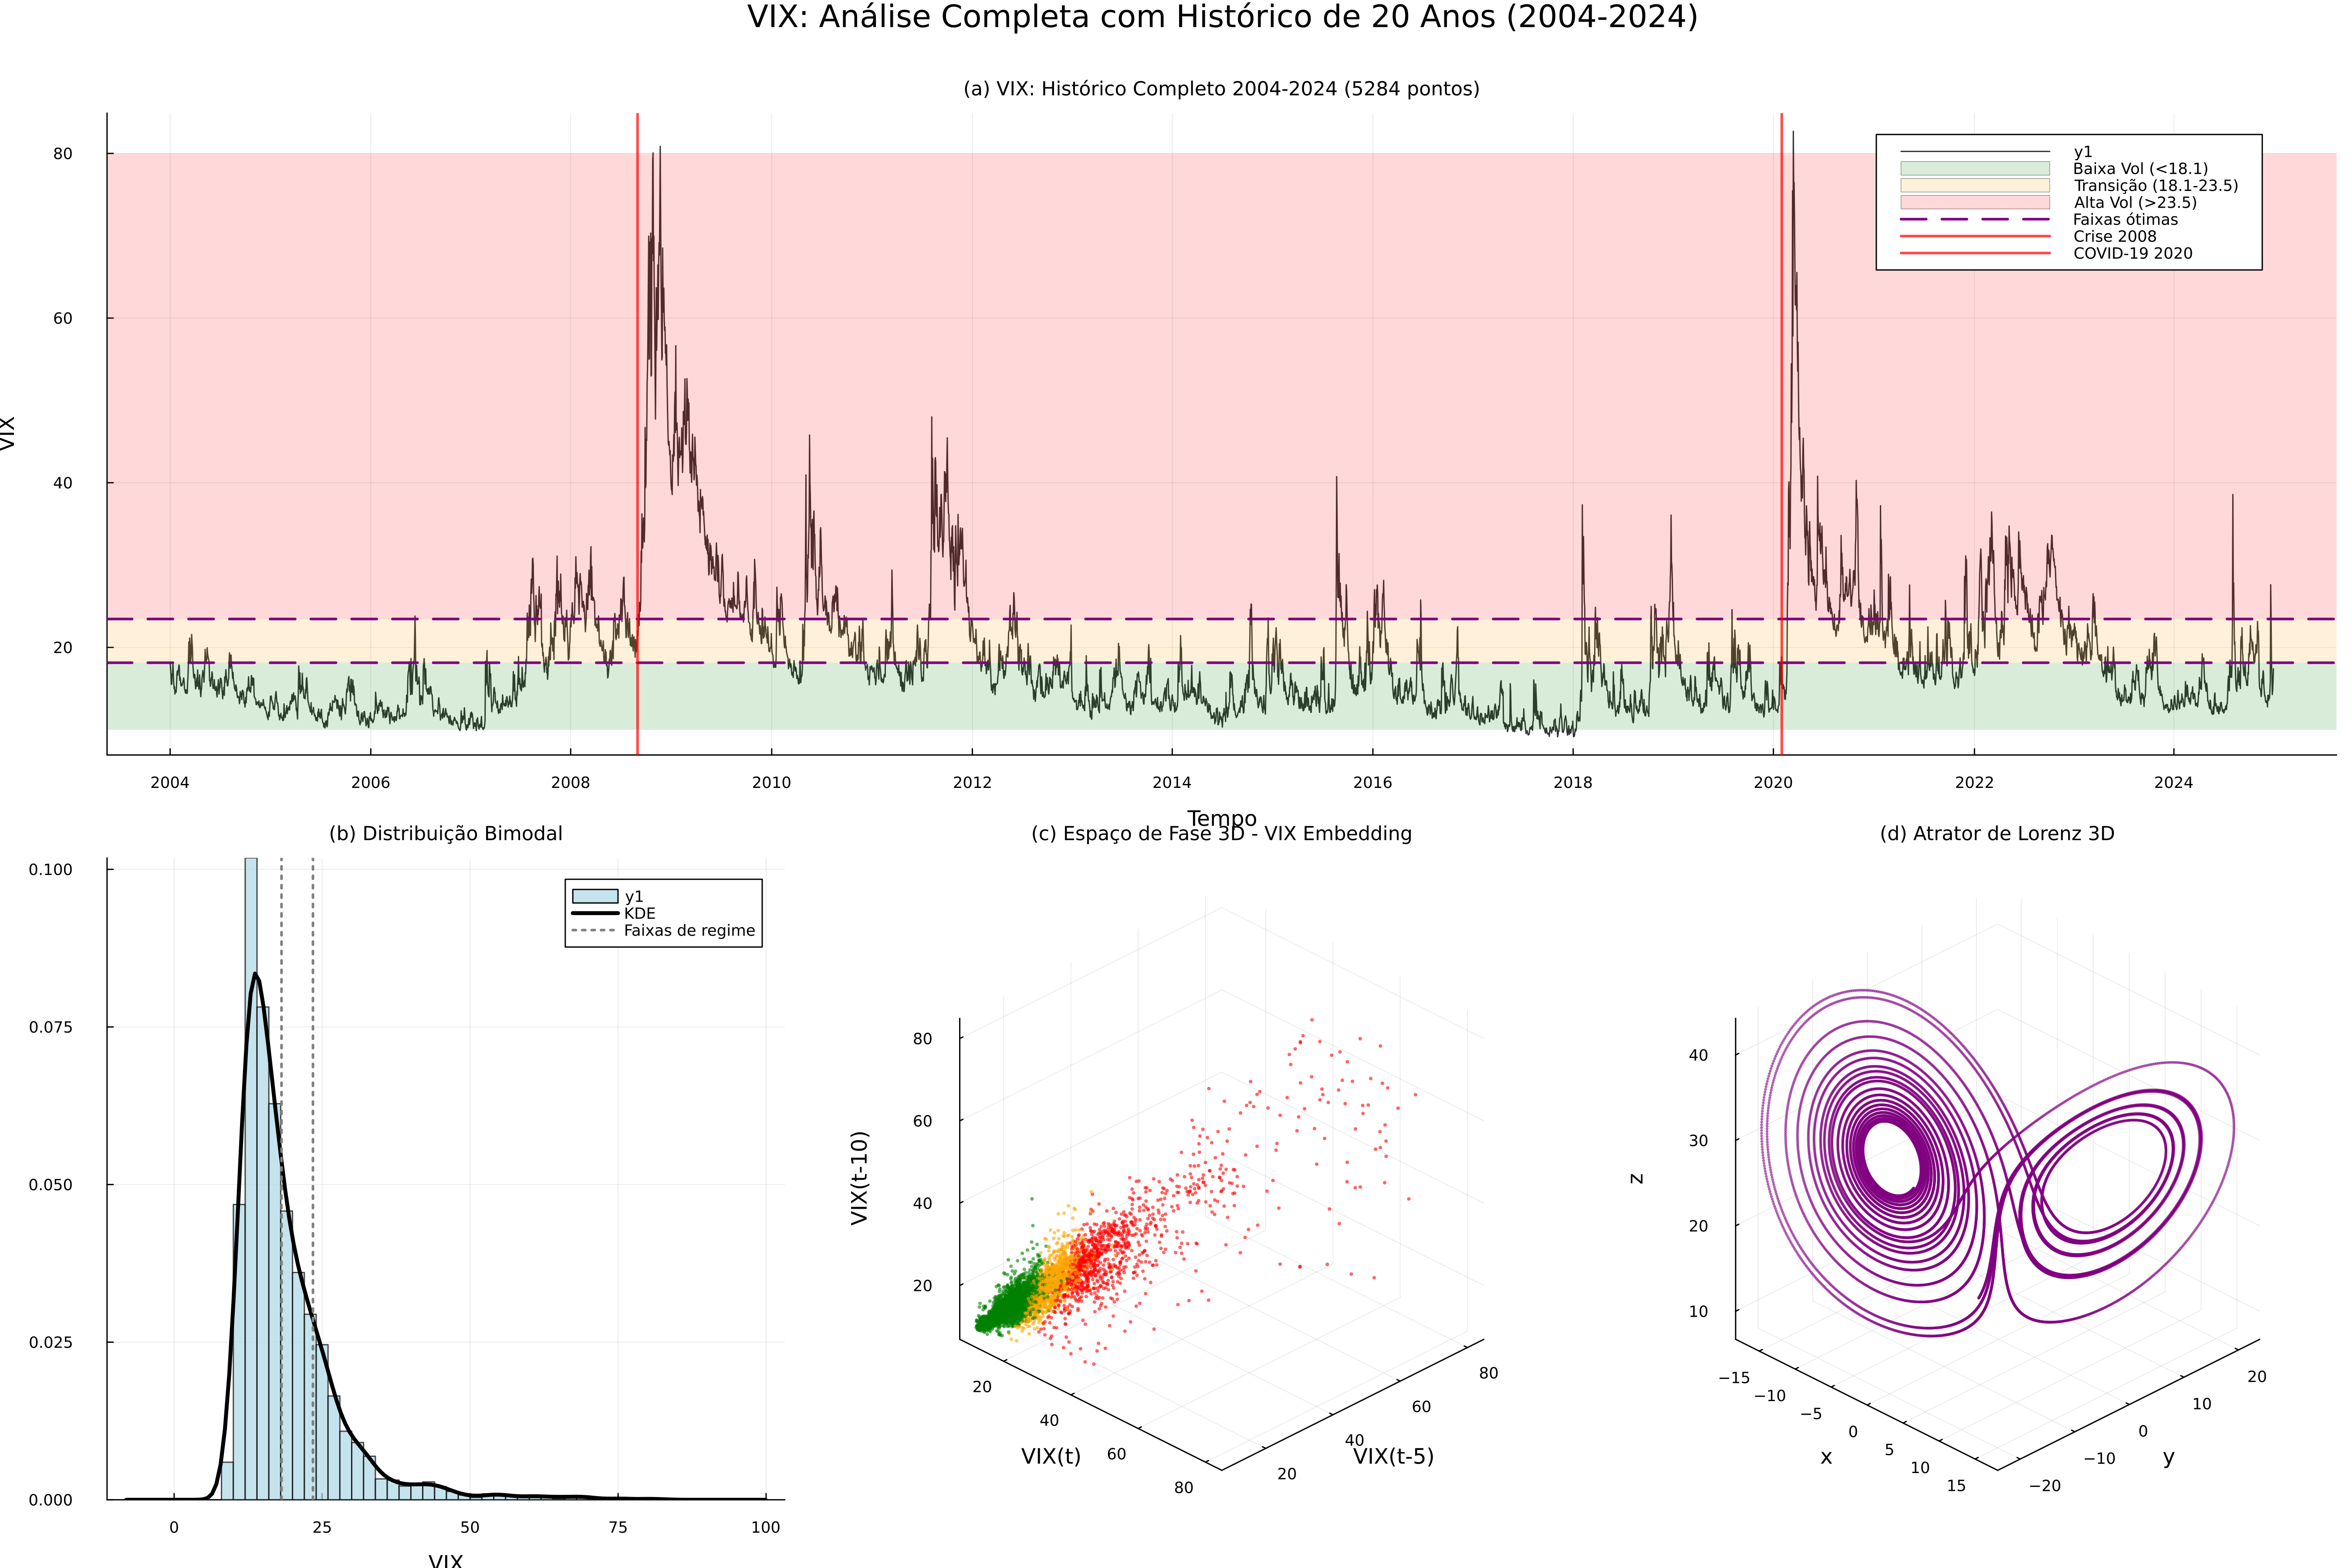 VIX: Análise Completa com Histórico de 20 Anos (2004-2024)
(a) VIX: Histórico Completo 2004-2024 (5284 pontos)
80
60
40
20
VIX
y1
Baixa Vol (<18.1)
Transição (18.1-23.5)
Alta Vol (>23.5)
Faixas ótimas
Crise 2008
COVID-19 2020
2004 2006 2008 2010 2012 2014 2016 2018 2020 2022 2024
Tempo
(b) Distribuição Bimodal
0.100
0.075
0.050
0.025
0.000
y1
KDE
Faixas de regime
0 25 50 75 100
VIX
(c) Espaço de Fase 3D - VIX Embedding
80
60
40
20
VIX(t-10)
20 40 60 80
VIX(t)
20 40 60 80
VIX(t-5)
(d) Atrator de Lorenz 3D
40
30
20
10
z
−15 −10 −5 0 5 10 15
x
−20 −10 0 10 20
y